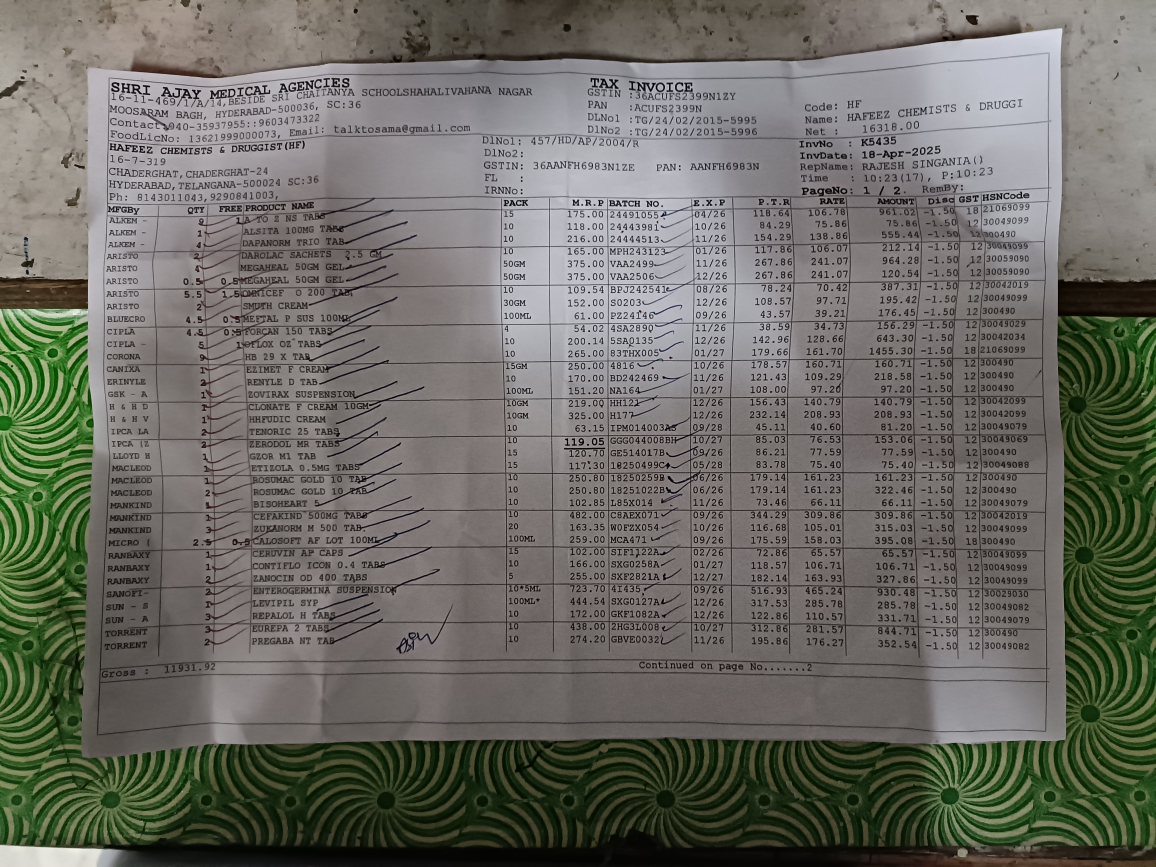 SHRI AJAY MEDICAL AGENCIES
16-11-469/1/A/14,BESIDE SRI CHAITANYA SCHOOLSHAHALIVAHANA NAGAR
MOOSARAM BAGH, HYDERABAD-500036, SC:36
Contact:040-35937955::9603473322
FoodLicNo: 13621999000073, Email: talktosama@gmail.com
TAX INVOICE
GSTIN :36ACUFS2399N1ZY
PAN :ACUFS2399N
DLNo1 :TG/24/02/2015-5995
DlNo2 :TG/24/02/2015-5996
Code: HF
Name: HAFEEZ CHEMISTS & DRUGGI
Net : 16318.00
HAFEEZ CHEMISTS & DRUGGIST(HF)
16-7-319
CHADERGHAT, CHADERGHAT-24
HYDERABAD,TELANGANA-500024 SC:36
Ph: 8143011043,9290841003,
DlNo1: 457/HD/AP/2004/R
DlNo2:
GSTIN: 36AANFH6983N1ZE PAN: AANFH6983N
FL :
IRNNo:
InvNo : K5435
InvDate: 18-Apr-2025
RepName: RAJESH SINGANIA()
Time : 10:23(17), P:10:23
PageNo: 1 / 2. RemBy:
MFGBy QTY FREE PRODUCT NAME PACK M.R.P BATCH NO. E.X.P P.T.R RATE AMOUNT Disc GST HSNCode
ALKEM - 9 1 A TO Z NS TABS 15 175.00 24491055 04/26 118.64 106.78 961.02 -1.50 18 21069099
ALKEM - 1 ALSITA 100MG TABS 10 118.00 24443981 10/26 84.29 75.86 75.86 -1.50 12 30049099
ALKEM - 4 DAPANORM TRIO TAB 10 216.00 24444513 11/26 154.29 138.86 555.44 -1.50 12 300490
ARISTO 2 DAROLAC SACHETS 2.5 GM 10 165.00 MPH243123 01/26 117.86 106.07 212.14 -1.50 12 30049099
ARISTO 4 MEGAHEAL 50GM GEL 50GM 375.00 VAA2499 11/26 267.86 241.07 964.28 -1.50 12 30059090
ARISTO 0.5 0.5 MEGAHEAL 50GM GEL 50GM 375.00 VAA2506 12/26 267.86 241.07 120.54 -1.50 12 30059090
ARISTO 5.5 1.5 OMNICEF O 200 TAB 10 109.54 BPJ242541 08/26 78.24 70.42 387.31 -1.50 12 30042019
ARISTO 2 SMUTH CREAM 30GM 152.00 S0203 12/26 108.57 97.71 195.42 -1.50 12 30049099
BLUECRO 4.5 0.5 MEFTAL P SUS 100ML 100ML 61.00 PZ24146 09/26 43.57 39.21 176.45 -1.50 12 300490
CIPLA 4.5 0.5 FORCAN 150 TABS 4 54.02 4SA2890 11/26 38.59 34.73 156.29 -1.50 12 30049029
CIPLA - 5 1 OFLOX OZ TABS 10 200.14 5SA0135 12/26 142.96 128.66 643.30 -1.50 12 30042034
CORONA 9 HB 29 X TAB 10 265.00 83THX005 01/27 179.66 161.70 1455.30 -1.50 18 21069099
CANIXA 1 EZIMET F CREAM 15GM 250.00 4816 10/26 178.57 160.71 160.71 -1.50 12 300490
ERINYLE 2 RENYLE D TAB 10 170.00 BD242469 11/26 121.43 109.29 218.58 -1.50 12 300490
GSK - A 1 ZOVIRAX SUSPENSION 100ML 151.20 NA164 01/27 108.00 97.20 97.20 -1.50 12 300490
H & H D 1 CLONATE F CREAM 10GM 10GM 219.00 HH121 12/26 156.43 140.79 140.79 -1.50 12 30042099
H & H V 1 HHFUDIC CREAM 10GM 325.00 H177 12/26 232.14 208.93 208.93 -1.50 12 30042099
IPCA LA 2 TENORIC 25 TABS 10 63.15 IPM014003AS 09/28 45.11 40.60 81.20 -1.50 12 30049079
IPCA (Z 2 ZERODOL MR TABS 10 119.05 GGG044008BH 10/27 85.03 76.53 153.06 -1.50 12 30049069
LLOYD H 1 GZOR M1 TAB 15 120.70 GE514017B 09/26 86.21 77.59 77.59 -1.50 12 300490
MACLEOD 1 ETIZOLA 0.5MG TABS 15 117.30 18250499C 05/28 83.78 75.40 75.40 -1.50 12 30049088
MACLEOD 1 ROSUMAC GOLD 10 TAB 10 250.80 18250259B 06/26 179.14 161.23 161.23 -1.50 12 300490
MACLEOD 2 ROSUMAC GOLD 10 TAB 10 250.80 18251022B 06/26 179.14 161.23 322.46 -1.50 12 300490
MANKIND 1 BISOHEART 5 10 102.85 L85X014 11/26 73.46 66.11 66.11 -1.50 12 30049079
MANKIND 1 CEFAKIND 500MG TABS 10 482.00 C8AEX071 09/26 344.29 309.86 309.86 -1.50 12 30042019
MANKIND 3 ZUKANORM M 500 TAB 20 163.35 W0FZX054 10/26 116.68 105.01 315.03 -1.50 12 30049099
MICRO ( 2.5 0.5 CALOSOFT AF LOT 100ML 100ML 259.00 MCA471 09/26 175.59 158.03 395.08 -1.50 18 300490
RANBAXY 1 CERUVIN AP CAPS 15 102.00 SIF1122A 02/26 72.86 65.57 65.57 -1.50 12 30049099
RANBAXY 1 CONTIFLO ICON 0.4 TABS 10 166.00 SXG0258A 01/27 118.57 106.71 106.71 -1.50 12 300490
RANBAXY 2 ZANOCIN OD 400 TABS 5 255.00 SXF2821A 12/27 182.14 163.93 327.86 -1.50 12 30049099
SANOFI- 2 ENTEROGERMINA SUSPENSION 10*5ML 723.70 4I435 09/26 516.93 465.24 930.48 -1.50 12 30029030
SUN - S 1 LEVIPIL SYP 100ML* 444.54 SXG0127A 12/26 317.53 285.78 285.78 -1.50 12 30049082
SUN - A 3 REPALOL H TABS 10 172.00 GKF1082A 12/26 122.86 110.57 331.71 -1.50 12 30049079
TORRENT 3 EUREPA 2 TABS 10 438.00 2HG3L008 10/27 312.86 281.57 844.71 -1.50 12 300490
TORRENT 2 PREGABA NT TAB 10 274.20 GBVE0032 11/26 195.86 176.27 352.54 -1.50 12 30049082
Gross : 11931.92 Continued on page No.......2